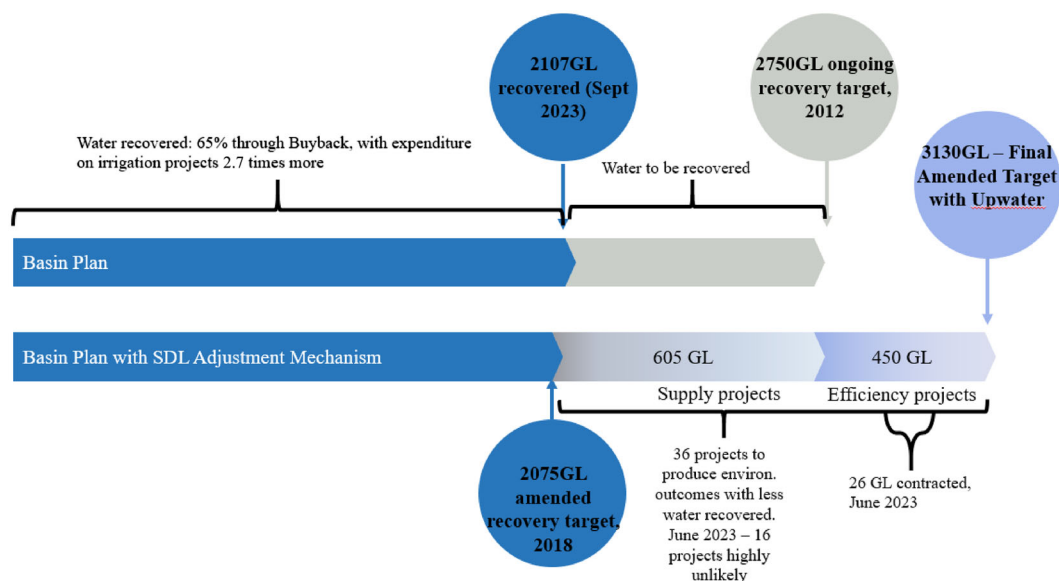 2107GL
recovered (Sept
2023)
2750GL ongoing
recovery target,
2012
Water recovered: 65% through Buyback, with expenditure
on irrigation projects 2.7 times more
Water to be recovered
3130GL – Final
Amended Target
with Upwater
Basin Plan
Basin Plan with SDL Adjustment Mechanism
605 GL
450 GL
Supply projects
Efficiency projects
2075GL
amended
recovery target,
2018
36 projects to
produce environ.
outcomes with less
water recovered.
June 2023 – 16
projects highly
unlikely
26 GL contracted,
June 2023